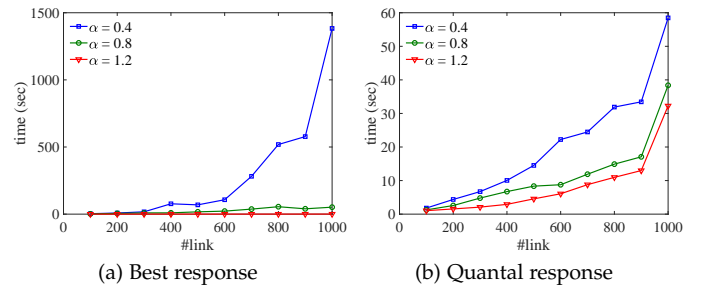 1500
1000
500
0
time (sec)
α = 0.4
α = 0.8
α = 1.2
0 200 400 600 800 1000
#link
(a) Best response
60
50
40
30
20
10
0
time (sec)
α = 0.4
α = 0.8
α = 1.2
0 200 400 600 800 1000
#link
(b) Quantal response